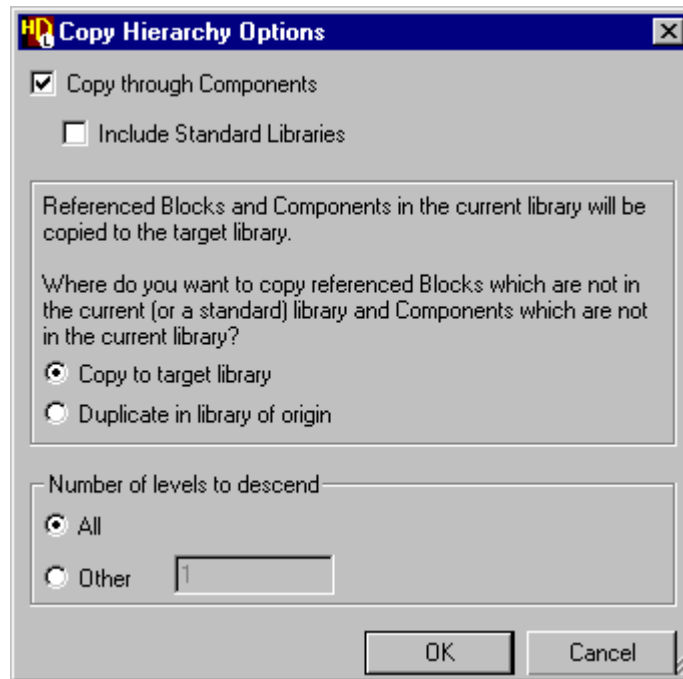 HDL Copy Hierarchy Options
Copy through Components
Include Standard Libraries
Referenced Blocks and Components in the current library will be
copied to the target library.
Where do you want to copy referenced Blocks which are not in
the current (or a standard) library and Components which are not
in the current library?
Copy to target library
Duplicate in library of origin
Number of levels to descend
All
Other 1
OK Cancel